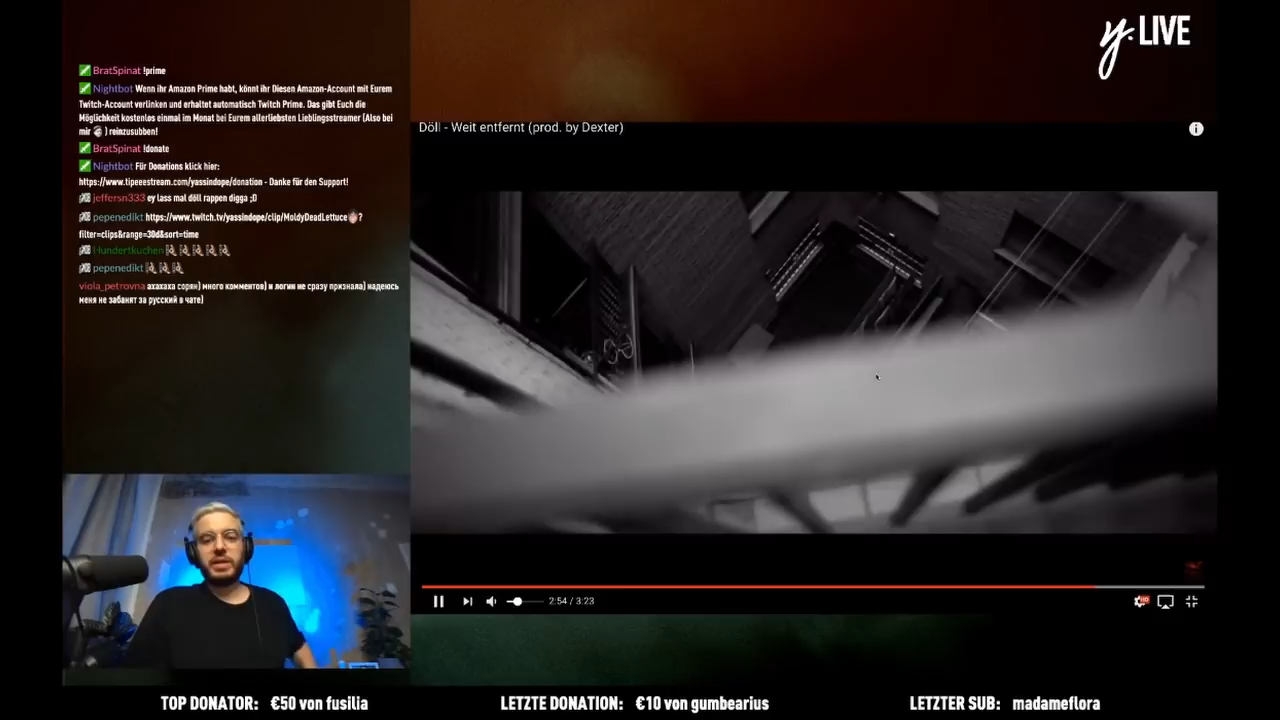 y. LIVE
BratSpinat !prime
Nightbot Wenn ihr Amazon Prime habt, könnt ihr Diesen Amazon-Account mit Eurem
Twitch-Account verlinken und erhaltet automatisch Twitch Prime. Das gibt Euch die
Möglichkeit kostenlos einmal im Monat bei Eurem allerliebsten Lieblingsstreamer (Also bei
mir ) reinzusubben!
BratSpinat !donate
Nightbot Für Donations klick hier:
https://www.tipeeestream.com/yassindope/donation - Danke für den Support!
jeffersn333 ey lass mal döll rappen digga ;D
pepenedikt https://www.twitch.tv/yassindope/clip/MoldyDeadLettuce ?
filter=clips&range=30d&sort=time
Hundertkuchen
pepenedikt
viola_petrovna ахахаха сорян) много комментов) и логин не сразу признала) надеюсь
меня не забанят за русский в чате)
Döll - Weit entfernt (prod. by Dexter)
2:54 / 3:23
HD
TOP DONATOR: €50 von fusilia
LETZTE DONATION: €10 von gumbearius
LETZTER SUB: madameflora